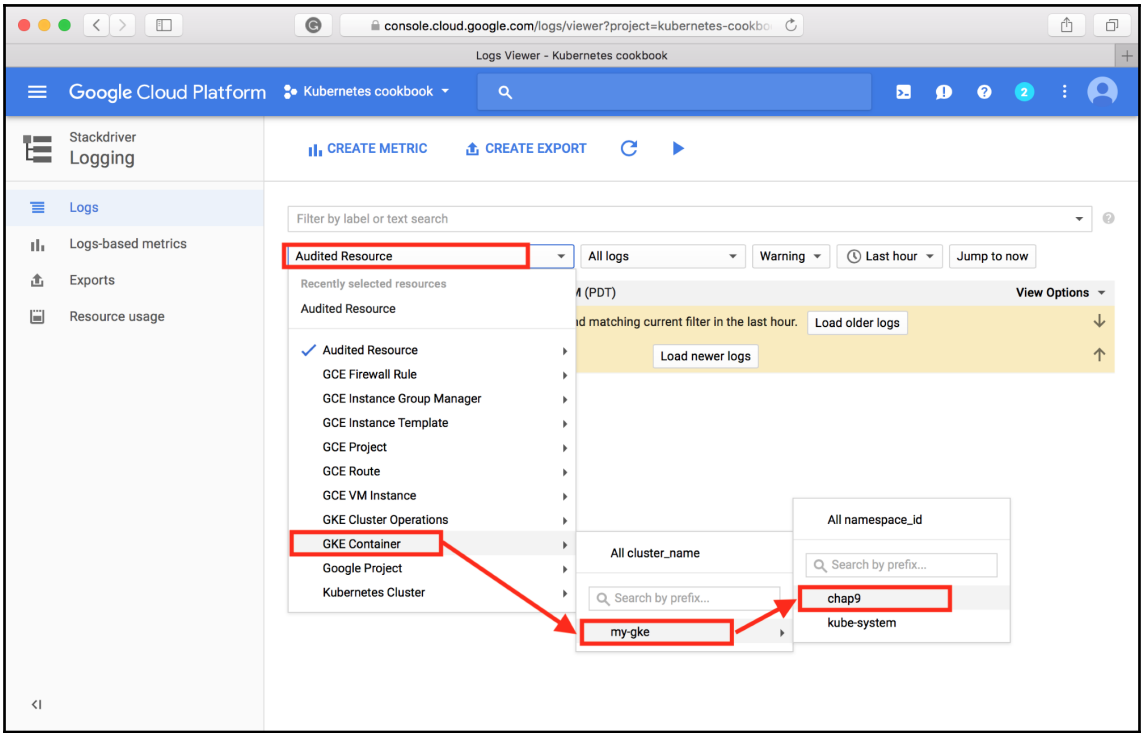 console.cloud.google.com/logs/viewer?project=kubernetes-cookbo
Logs Viewer - Kubernetes cookbook
Google Cloud Platform Kubernetes cookbook 2
Stackdriver
Logging
CREATE METRIC CREATE EXPORT
Logs
Logs-based metrics
Exports
Resource usage
Filter by label or text search
Audited Resource All logs Warning Last hour Jump to now
Recently selected resources
Audited Resource
(PDT) View Options
matching current filter in the last hour. Load older logs
Load newer logs
Audited Resource
GCE Firewall Rule
GCE Instance Group Manager
GCE Instance Template
GCE Project
GCE Route
GCE VM Instance
GKE Cluster Operations
GKE Container
Google Project
Kubernetes Cluster
All cluster_name
Search by prefix...
my-gke
All namespace_id
Search by prefix...
chap9
kube-system